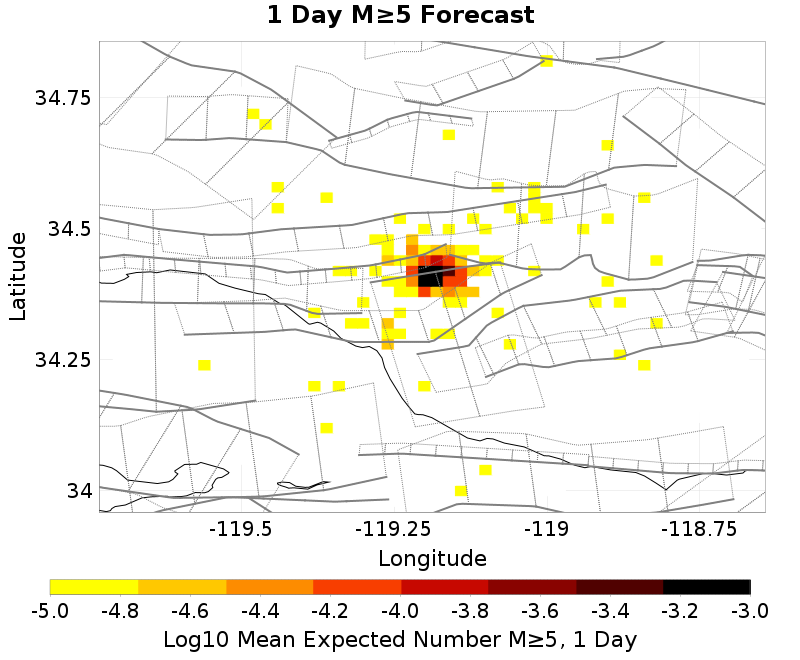 1 Day M≥5 Forecast
34.75
34.5
34.25
34
Latitude
-119.5
-119.25
-119
-118.75
Longitude
-5.0 -4.8 -4.6 -4.4 -4.2 -4.0 -3.8 -3.6 -3.4 -3.2 -3.0
Log10 Mean Expected Number M≥5, 1 Day